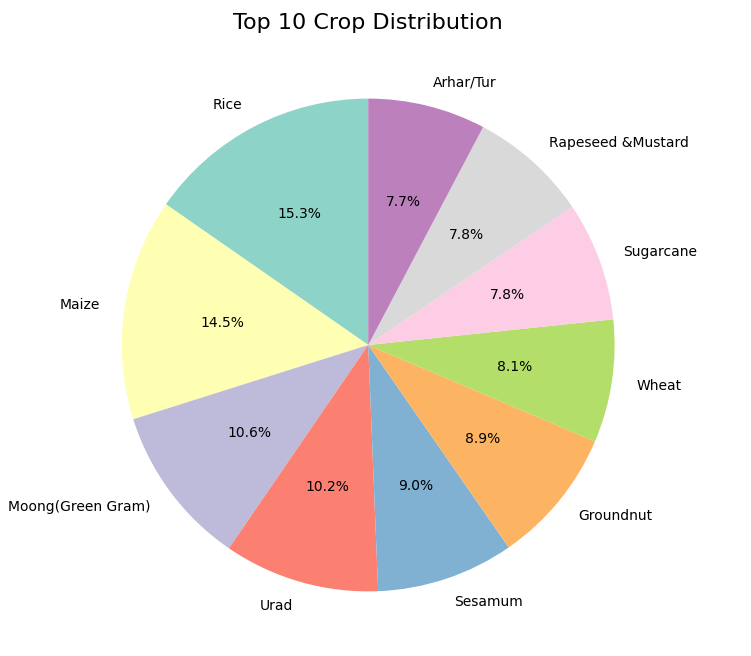 Top 10 Crop Distribution
Arhar/Tur
Rice
Rapeseed &Mustard
7.7%
15.3%
7.8%
Sugarcane
7.8%
Maize
14.5%
8.1%
Wheat
10.6%
8.9%
9.0%
10.2%
Moong(Green Gram)
Groundnut
Sesamum
Urad